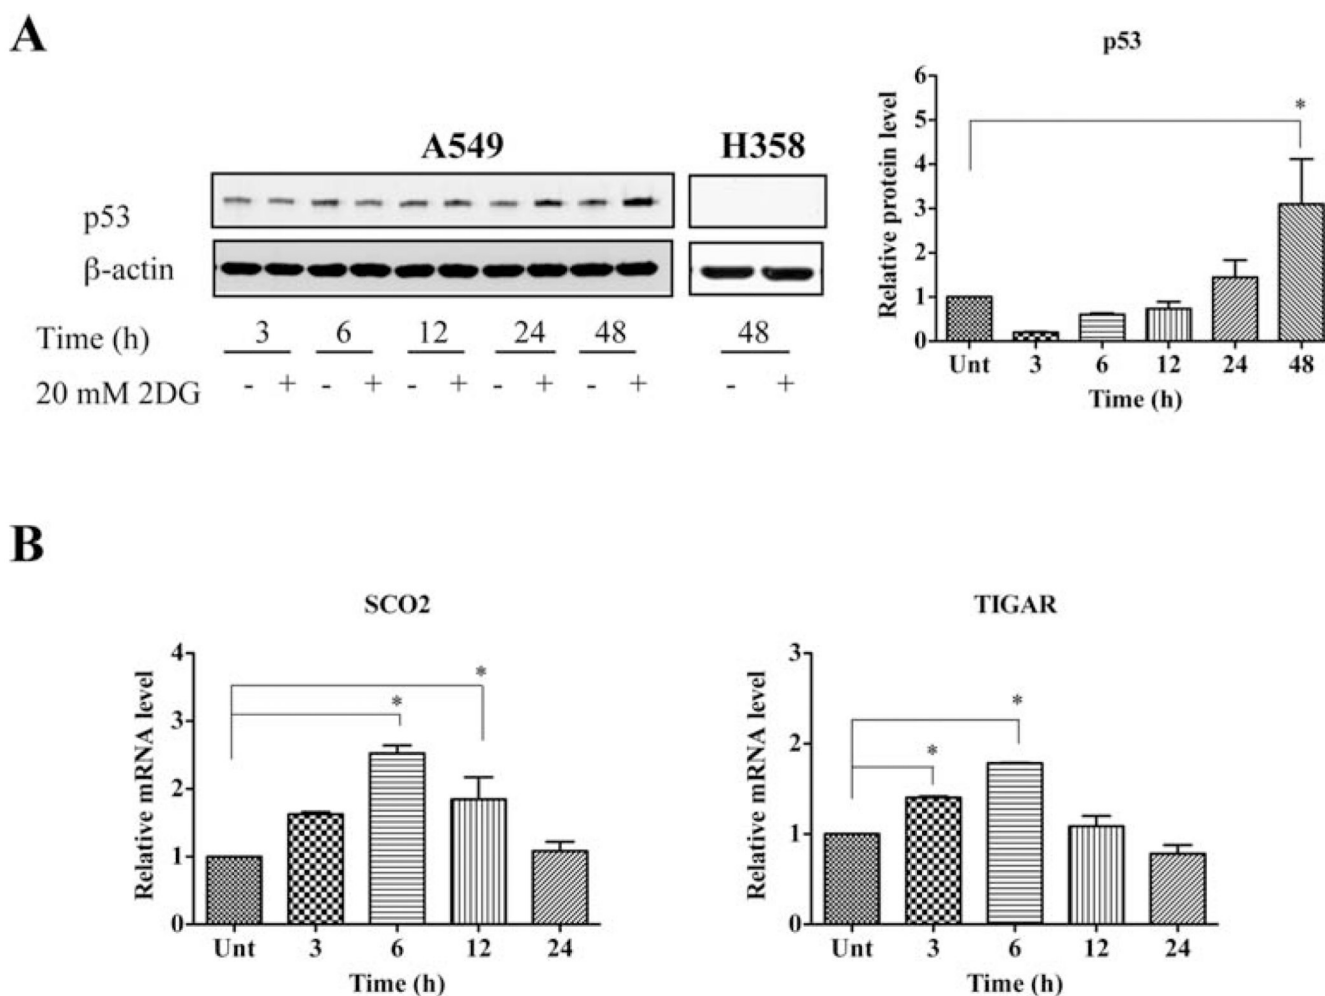 A
A549
H358
p53
β-actin
Time (h) 3 6 12 24 48 48
20 mM 2DG - + - + - + - + - + - +
p53
Relative protein level
6
5
4
3
2
1
0
*
Unt 3 6 12 24 48
Time (h)
B
SCO2
Relative mRNA level
4
3
2
1
0
*
*
Unt 3 6 12 24
Time (h)
TIGAR
Relative mRNA level
3
2
1
0
*
*
Unt 3 6 12 24
Time (h)